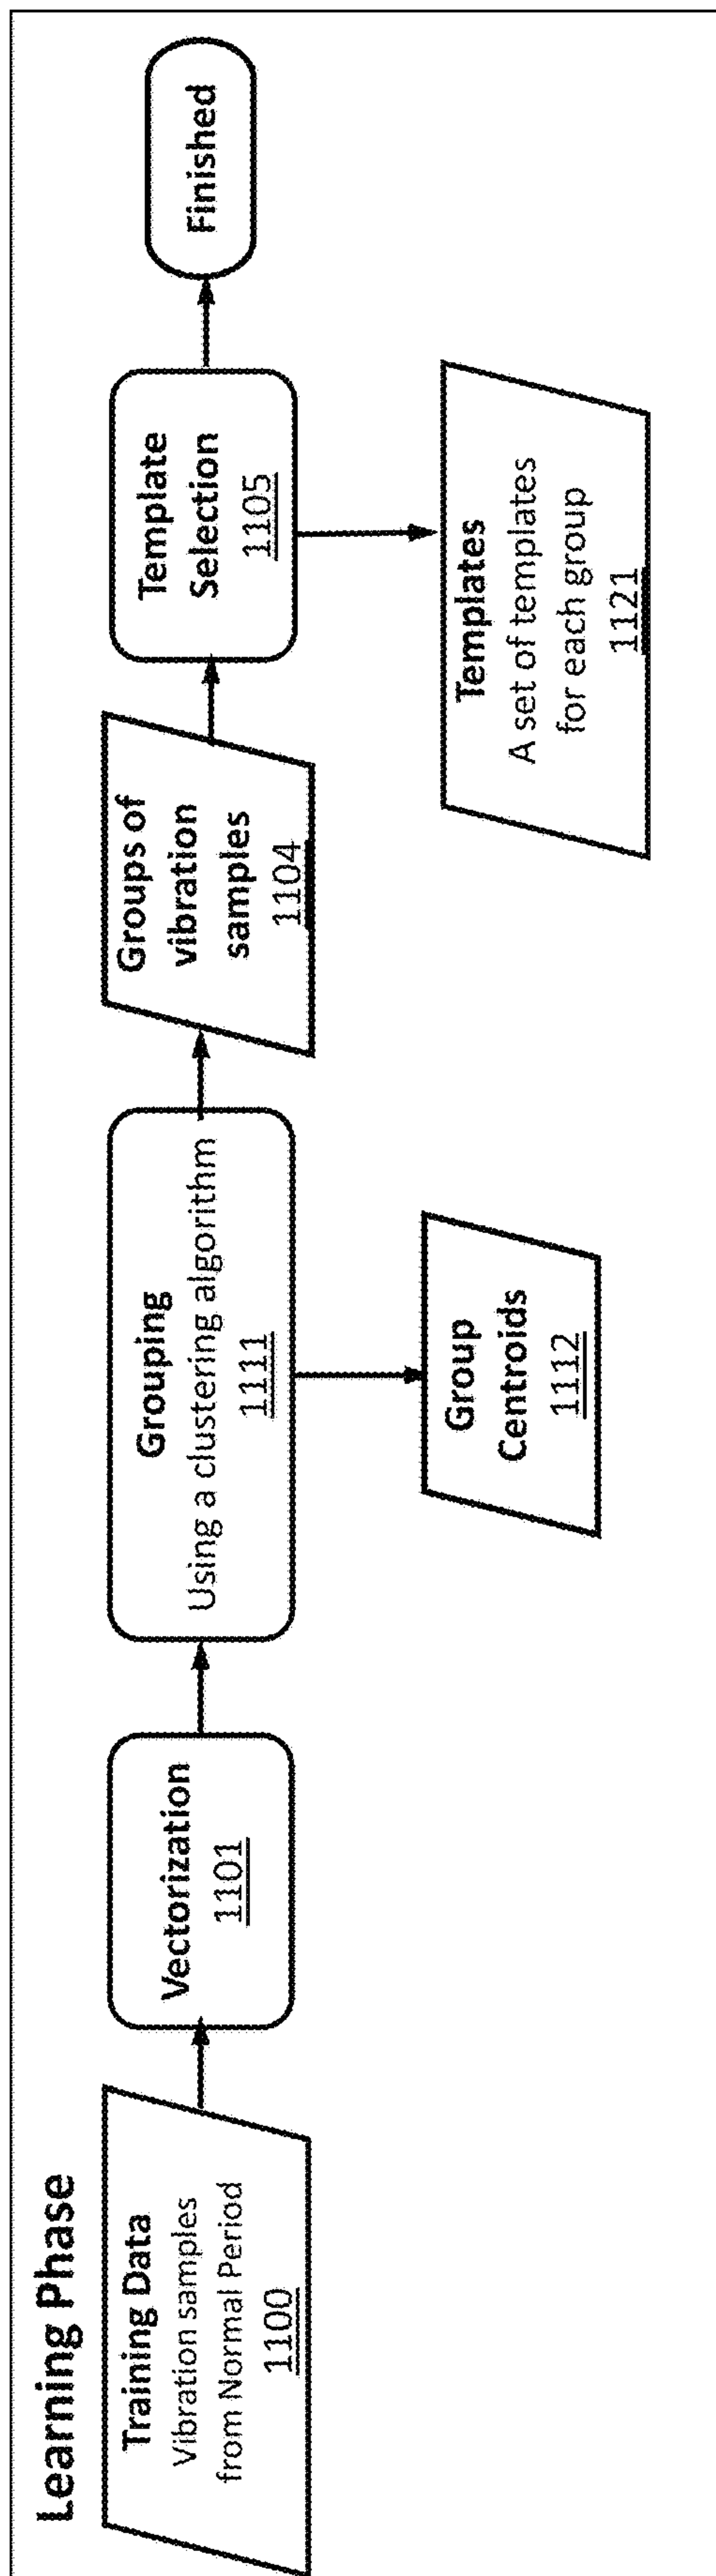 Learning Phase
Training Data
Vibration samples
from Normal Period
1100
Vectorization
1101
Grouping
Using a clustering algorithm
1111
Group
Centroids
1112
Groups of
vibration
samples
1104
Template
Selection
1105
Templates
A set of templates
for each group
1121
Finished